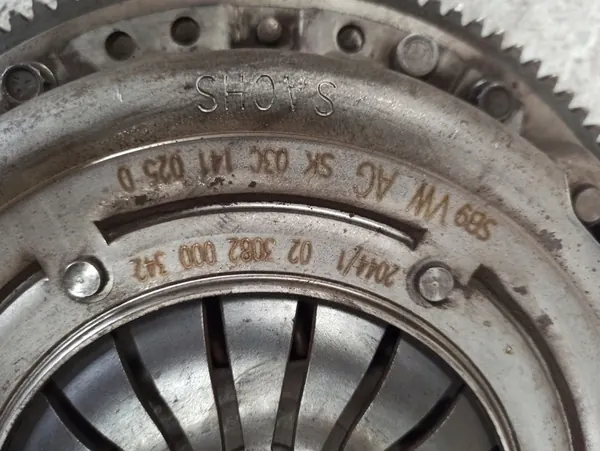 2044/1 02 3082 000 342
SB9 VW AG SK 03C 141 025 D
SACHS